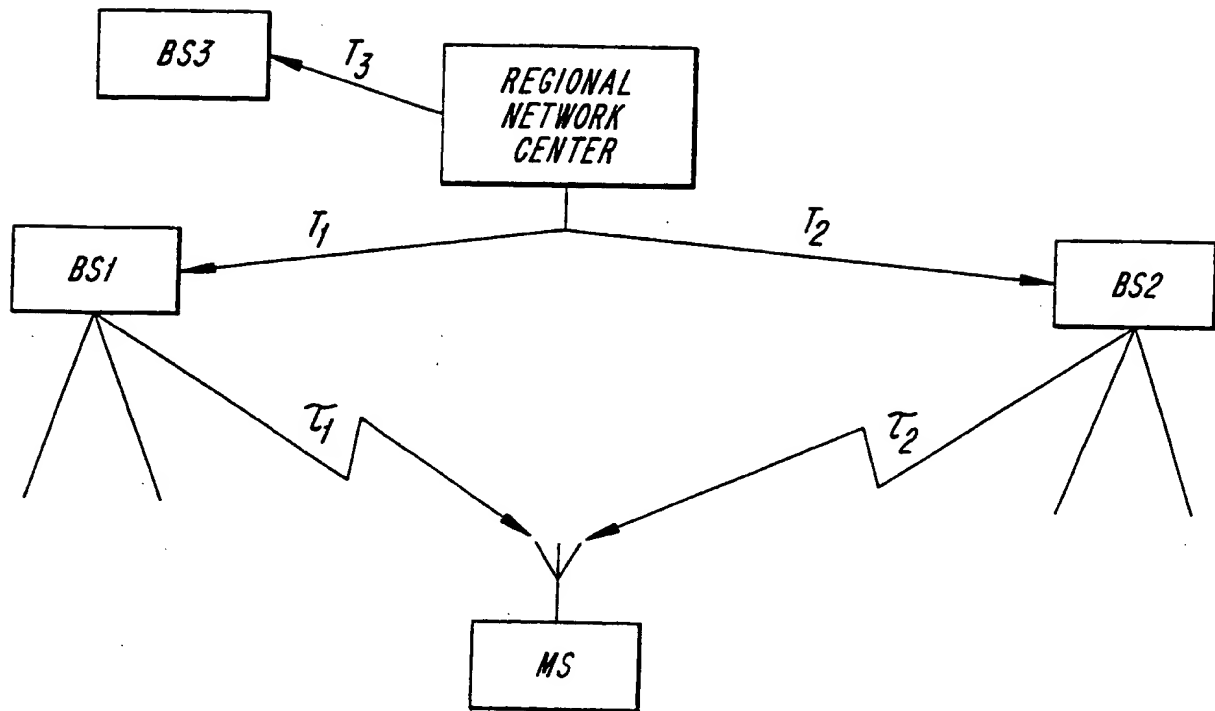 BS3
T₃
REGIONAL
NETWORK
CENTER
T₁
T₂
BS1
BS2
τ₁
τ₂
MS